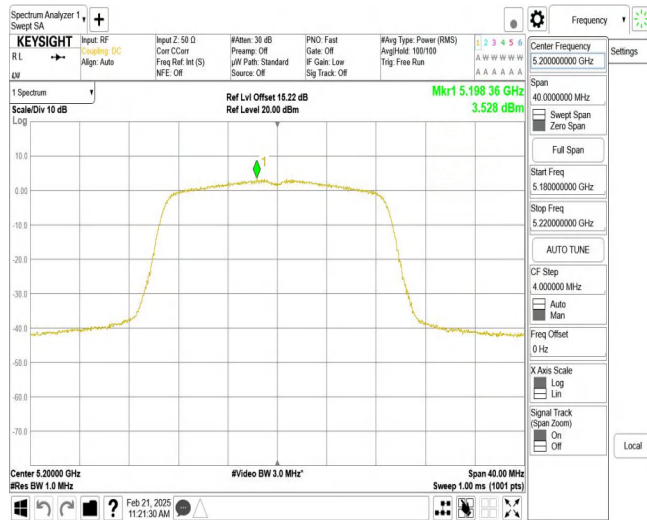 Spectrum Analyzer 1
Swept SA
+
Frequency
KEYSIGHT
RL
Input: RF
Coupling: DC
Align: Auto
Input Z: 50 Ω
Corr CCorr
Freq Ref: Int (S)
NFE: Off
#Atten: 30 dB
Preamp: Off
µW Path: Standard
Source: Off
PNO: Fast
Gate: Off
IF Gain: Low
Sig Track: Off
#Avg Type: Power (RMS)
Avg|Hold: 100/100
Trig: Free Run
1 2 3 4 5 6
A W W W W W
A A A A A A
1 Spectrum
Scale/Div 10 dB
Log
Ref Lvl Offset 15.22 dB
Ref Level 20.00 dBm
Mkr1 5.198 36 GHz
3.528 dBm
1
10.0
0.00
-10.0
-20.0
-30.0
-40.0
-50.0
-60.0
-70.0
Center 5.20000 GHz
#Res BW 1.0 MHz
#Video BW 3.0 MHz*
Span 40.00 MHz
Sweep 1.00 ms (1001 pts)
Feb 21, 2025
11:21:30 AM
?
Center Frequency
5.200000000 GHz
Settings
Span
40.0000000 MHz
Swept Span
Zero Span
Full Span
Start Freq
5.180000000 GHz
Stop Freq
5.220000000 GHz
AUTO TUNE
CF Step
4.000000 MHz
Auto
Man
Freq Offset
0 Hz
X Axis Scale
Log
Lin
Signal Track
(Span Zoom)
On
Off
Local